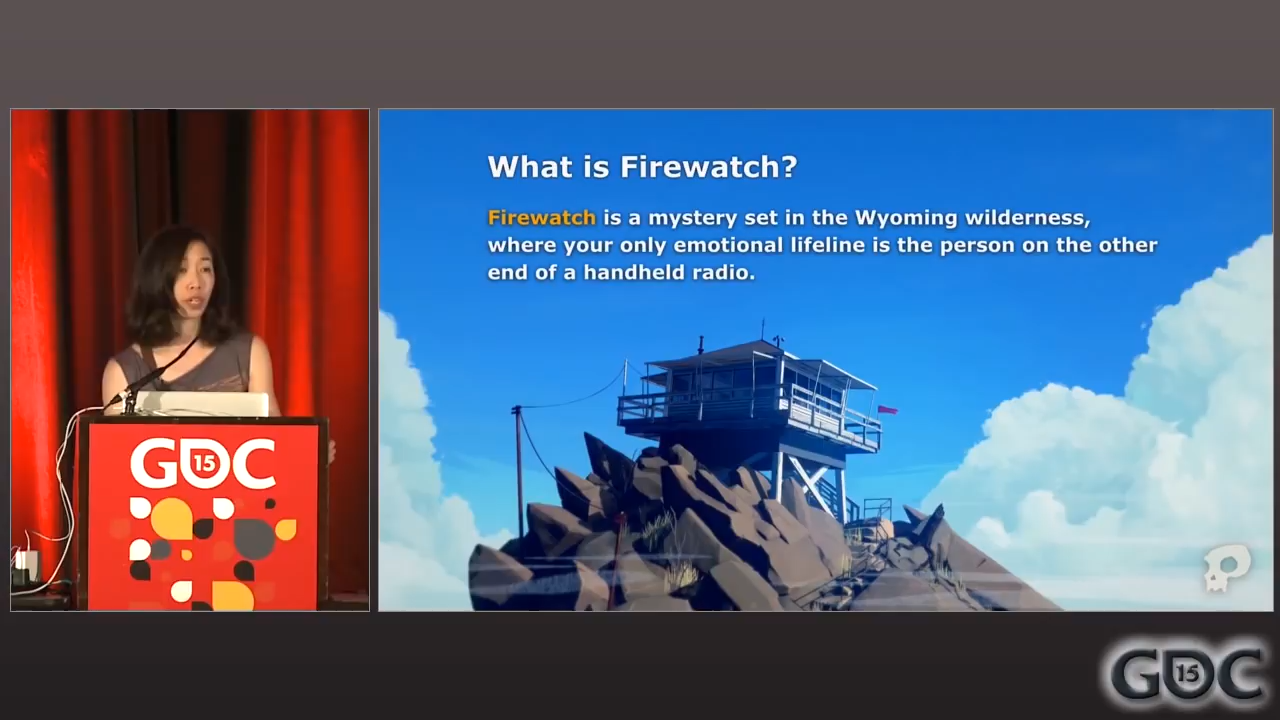 What is Firewatch?
Firewatch is a mystery set in the Wyoming wilderness,
where your only emotional lifeline is the person on the other
end of a handheld radio.
GDC
15
GDC
15